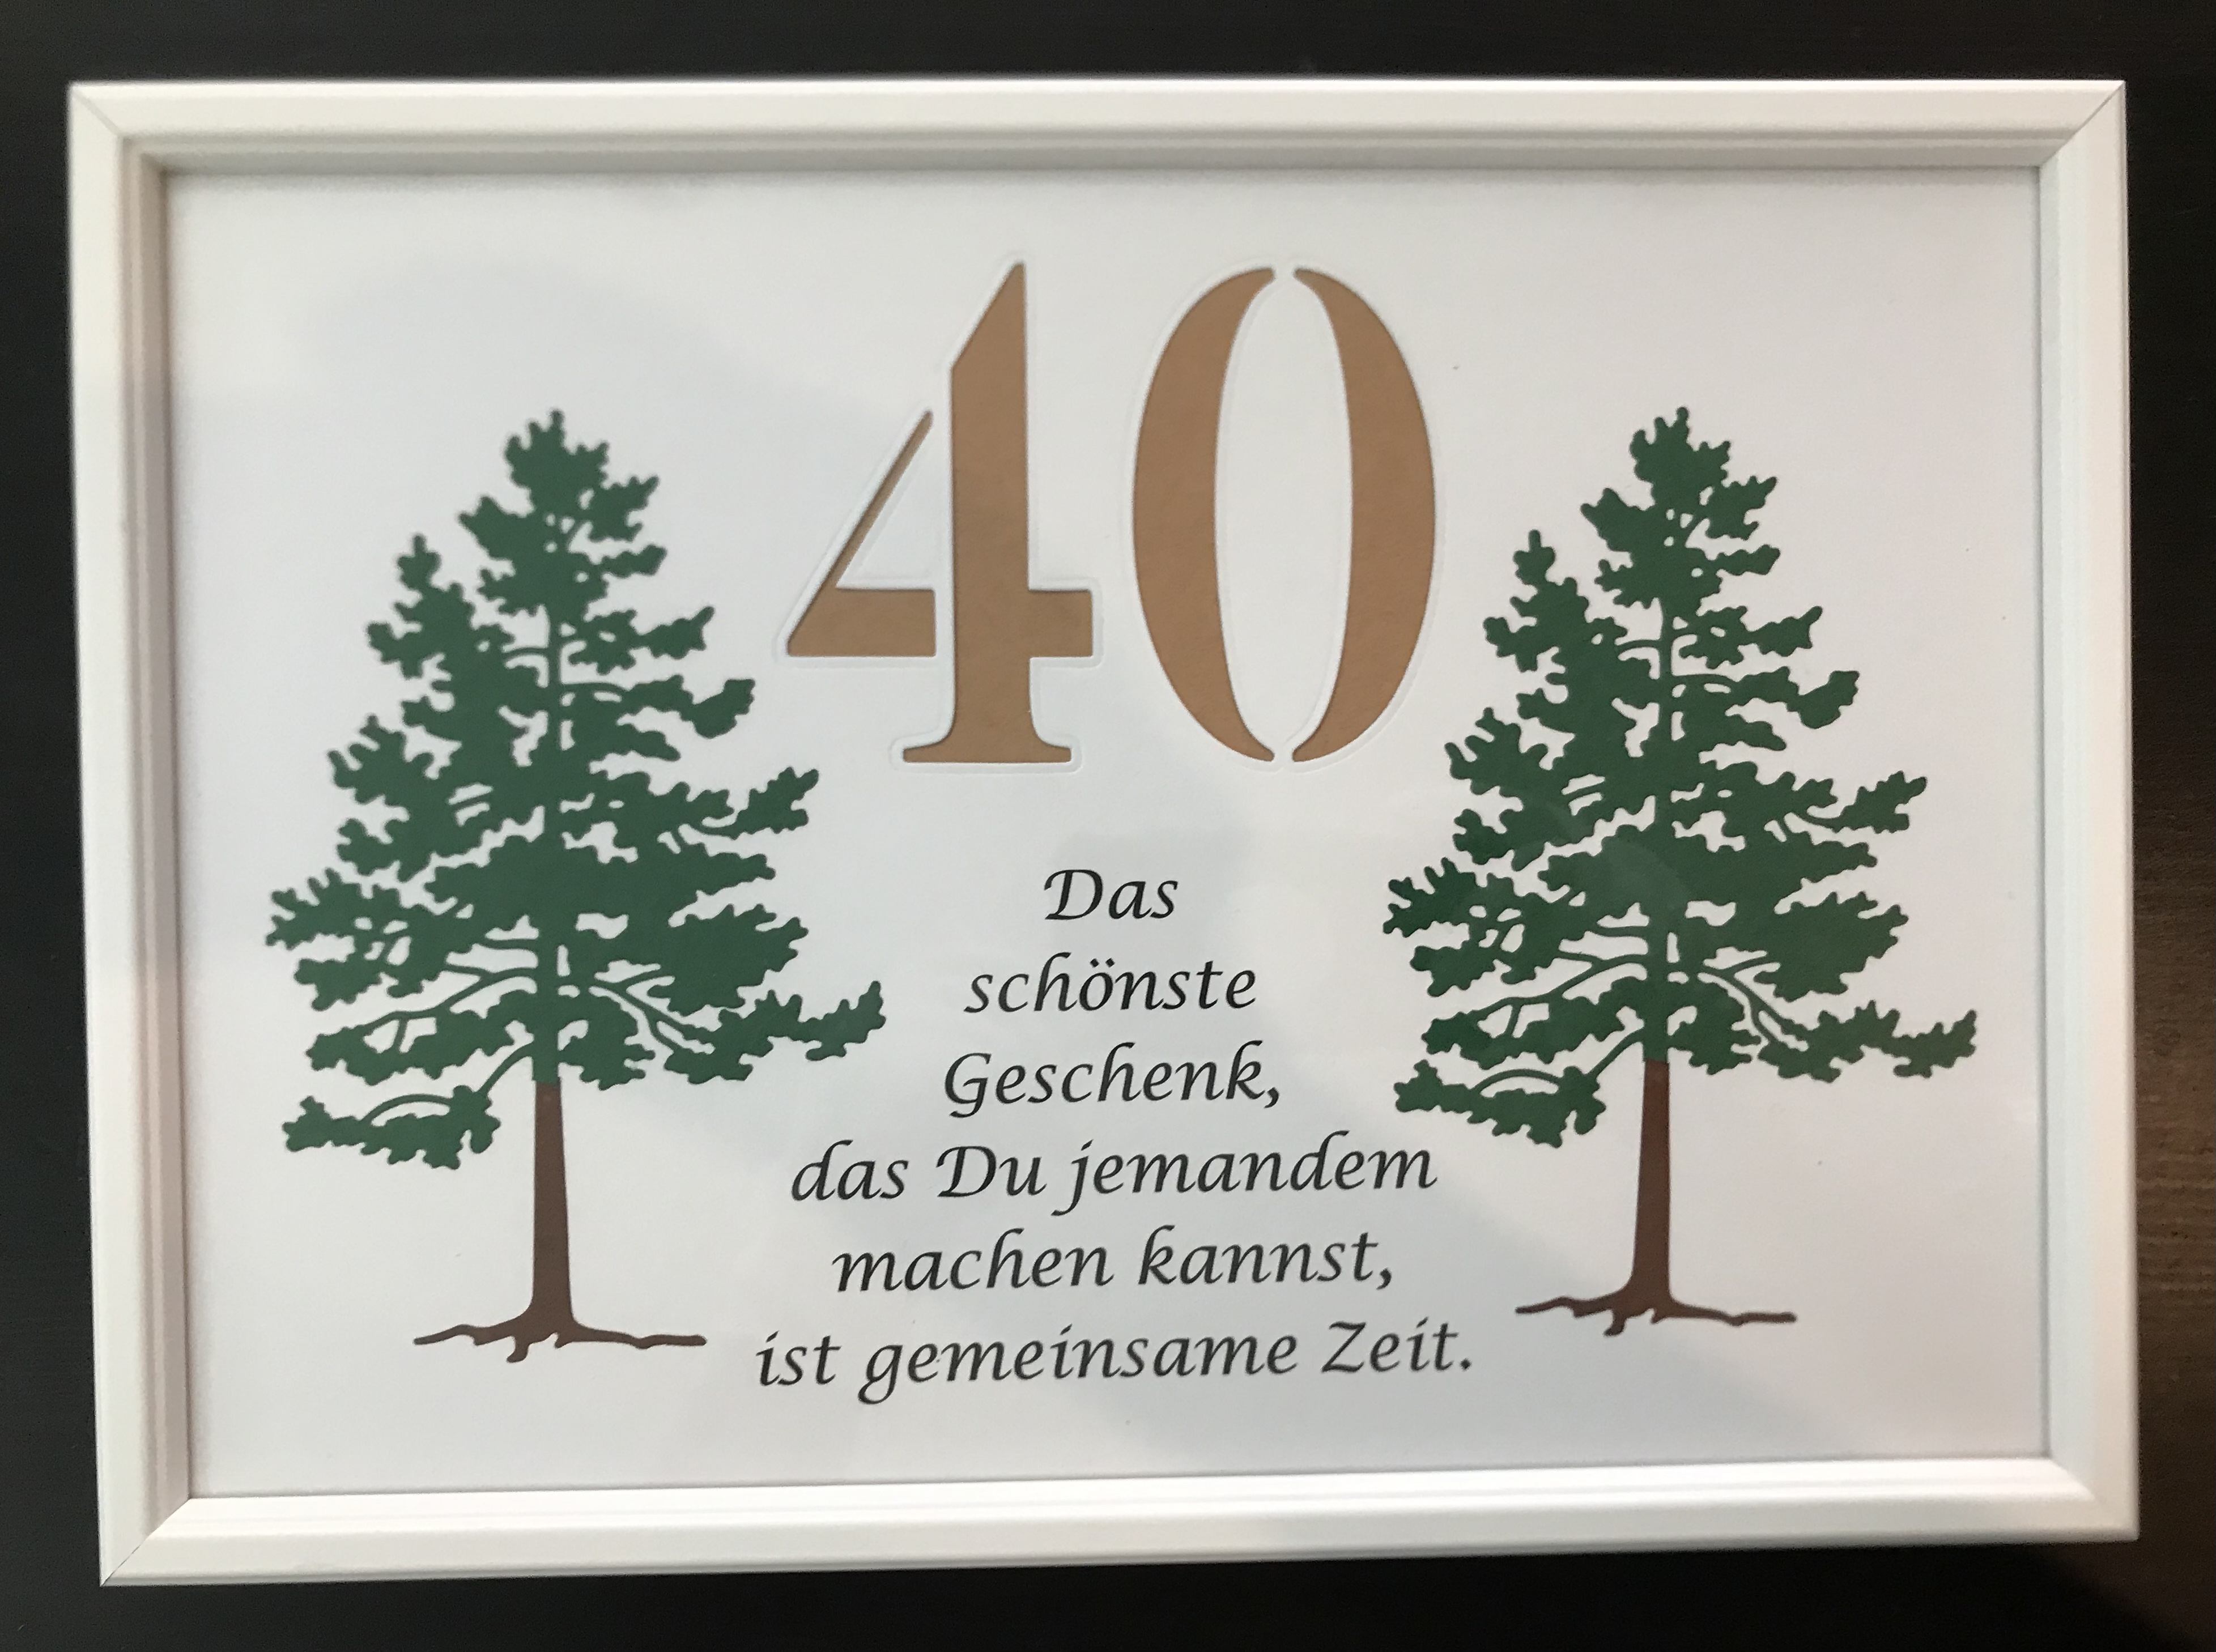 40
Das
schönste
Geschenk,
das Du jemandem
machen kannst,
ist gemeinsame Zeit.